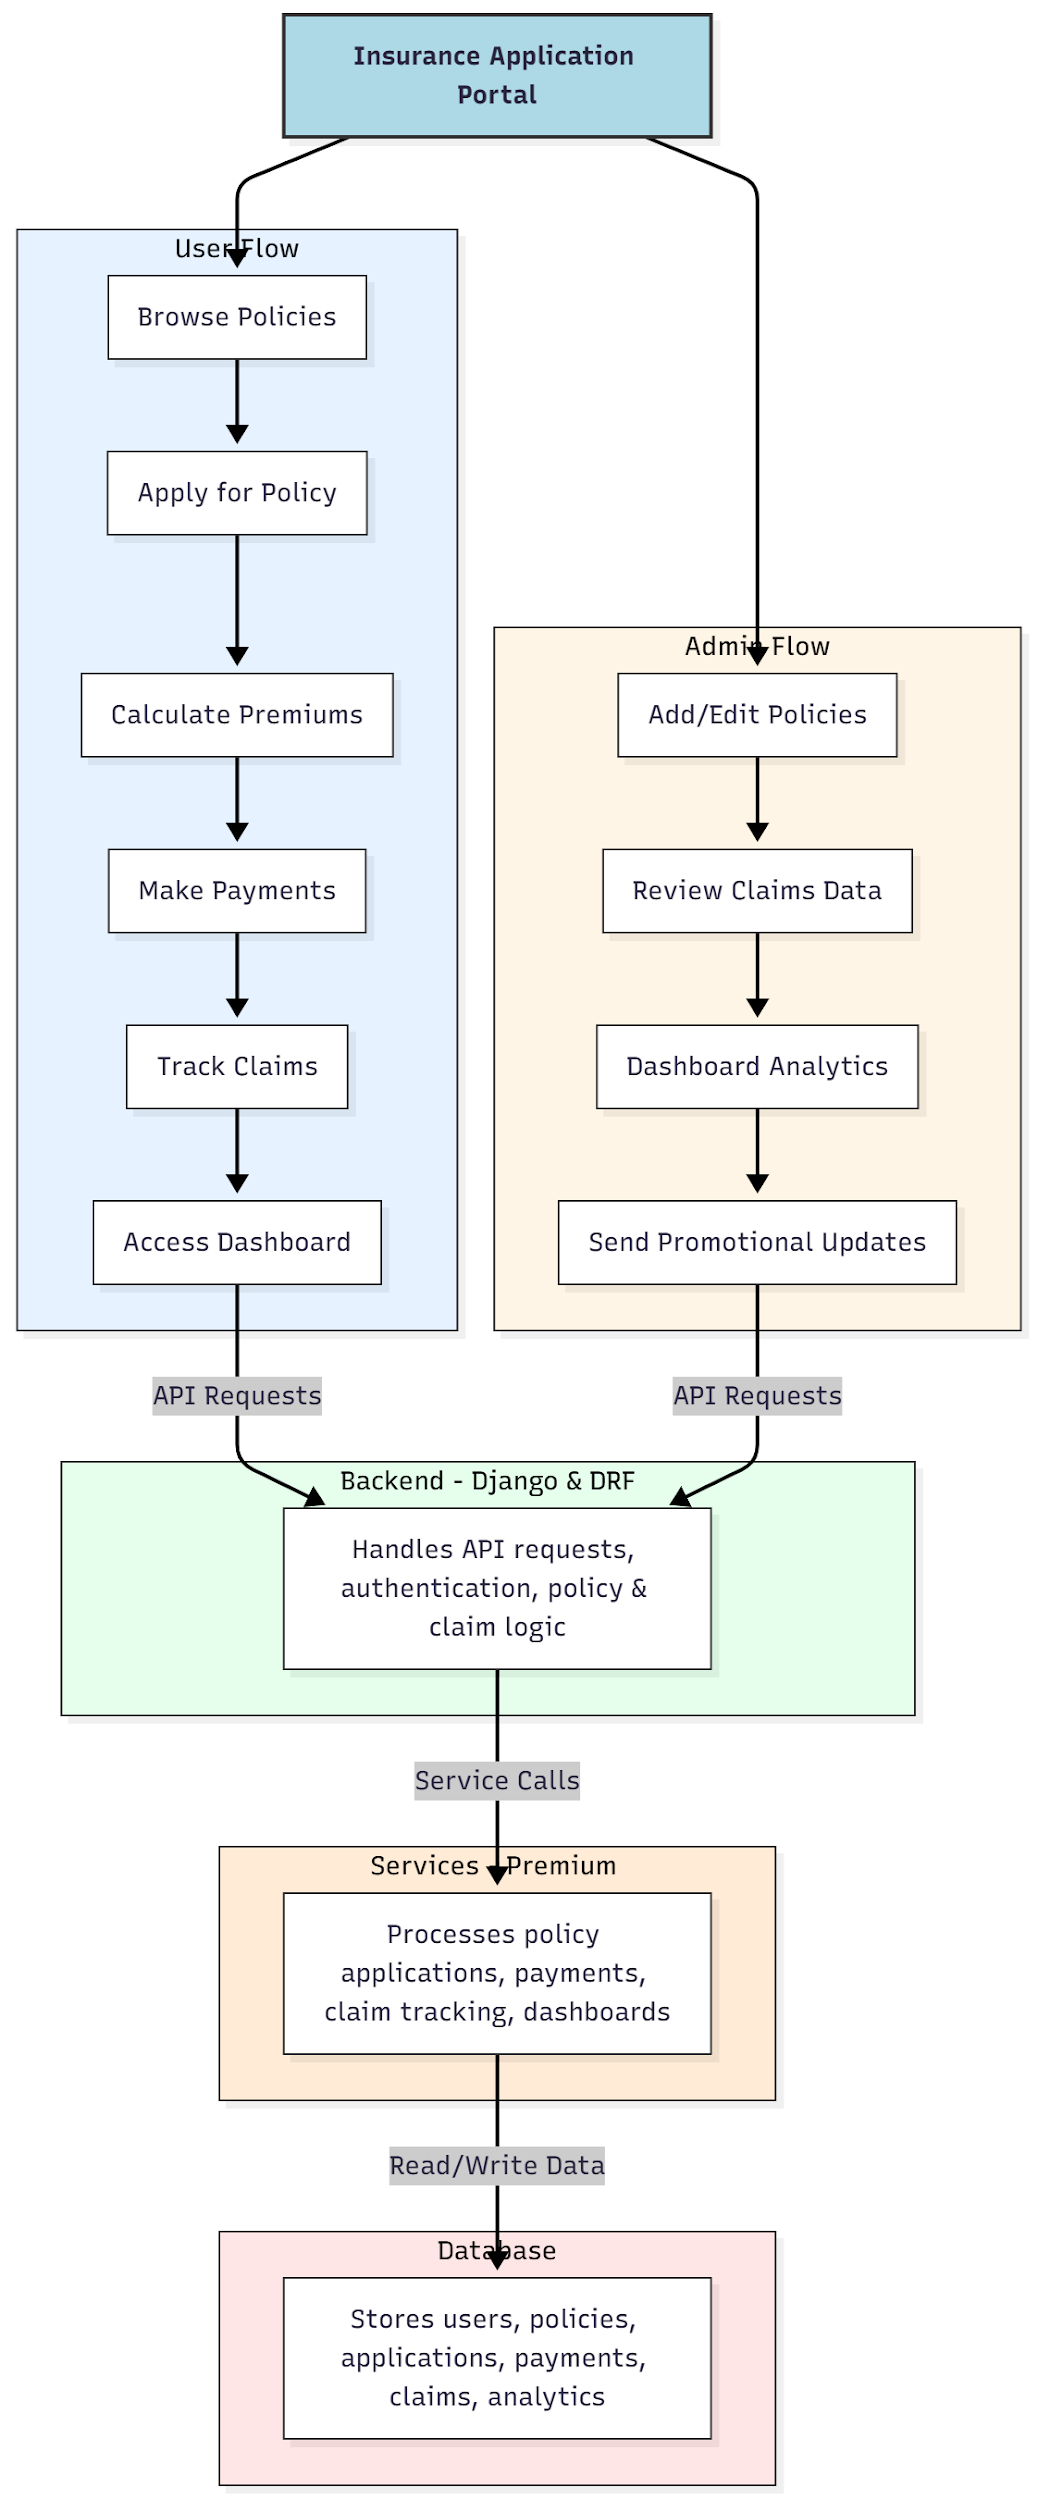 Insurance Application
Portal
User Flow
Browse Policies
Apply for Policy
Calculate Premiums
Make Payments
Track Claims
Access Dashboard
Admin Flow
Add/Edit Policies
Review Claims Data
Dashboard Analytics
Send Promotional Updates
API Requests
API Requests
Backend - Django & DRF
Handles API requests,
authentication, policy &
claim logic
Service Calls
Services - Premium
Processes policy
applications, payments,
claim tracking, dashboards
Read/Write Data
Database
Stores users, policies,
applications, payments,
claims, analytics